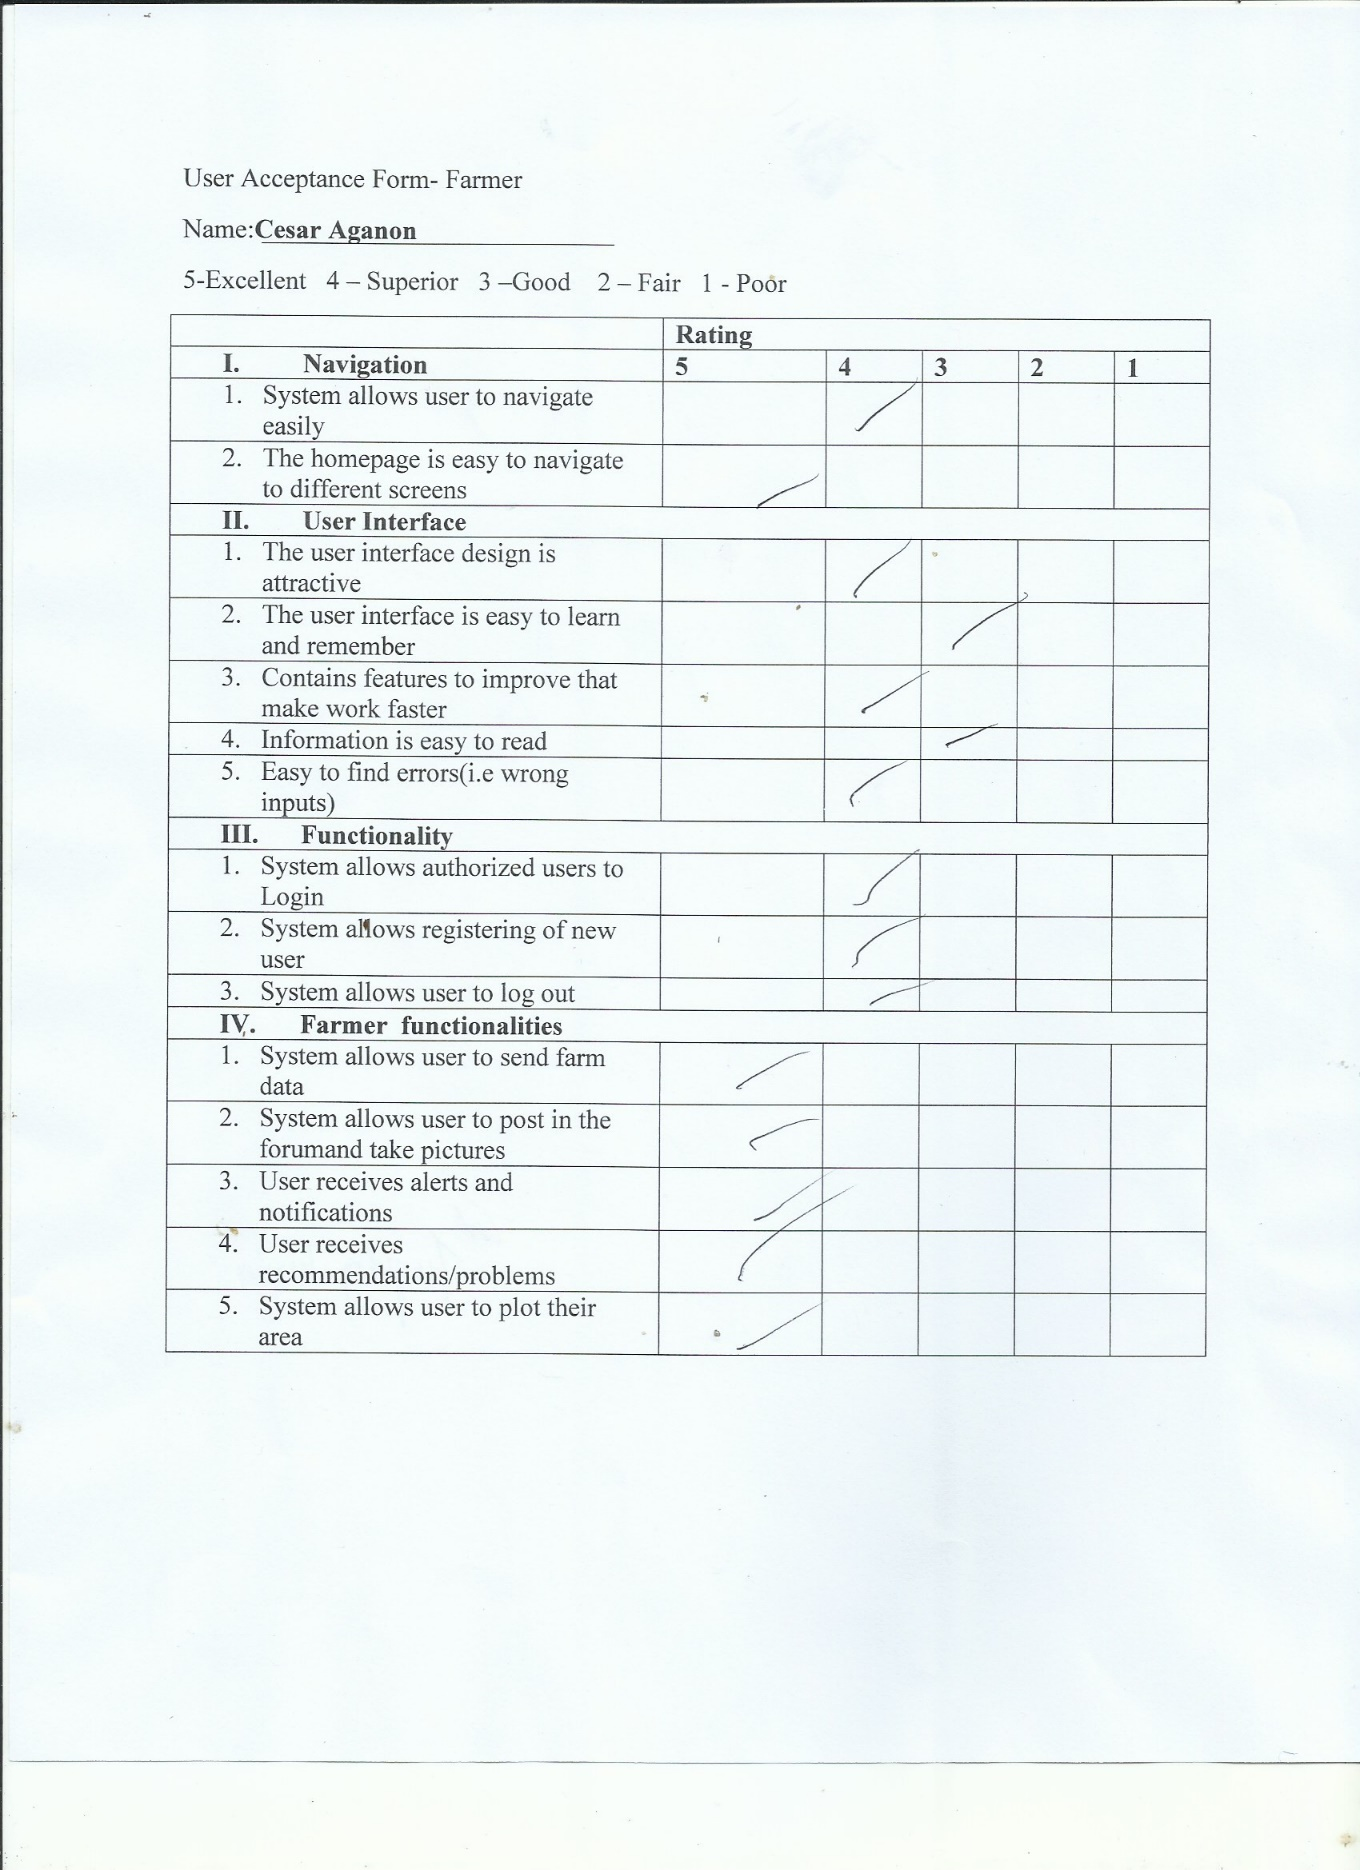 User Acceptance Form- Farmer
Name:Cesar Aganon
5-Excellent 4 – Superior 3 –Good 2 – Fair 1 - Poor
Rating
I. Navigation 5 4 3 2 1
1. System allows user to navigate
easily
2. The homepage is easy to navigate
to different screens
II. User Interface
1. The user interface design is
attractive
2. The user interface is easy to learn
and remember
3. Contains features to improve that
make work faster
4. Information is easy to read
5. Easy to find errors(i.e wrong
inputs)
III. Functionality
1. System allows authorized users to
Login
2. System allows registering of new
user
3. System allows user to log out
IV. Farmer functionalities
1. System allows user to send farm
data
2. System allows user to post in the
forumand take pictures
3. User receives alerts and
notifications
4. User receives
recommendations/problems
5. System allows user to plot their
area